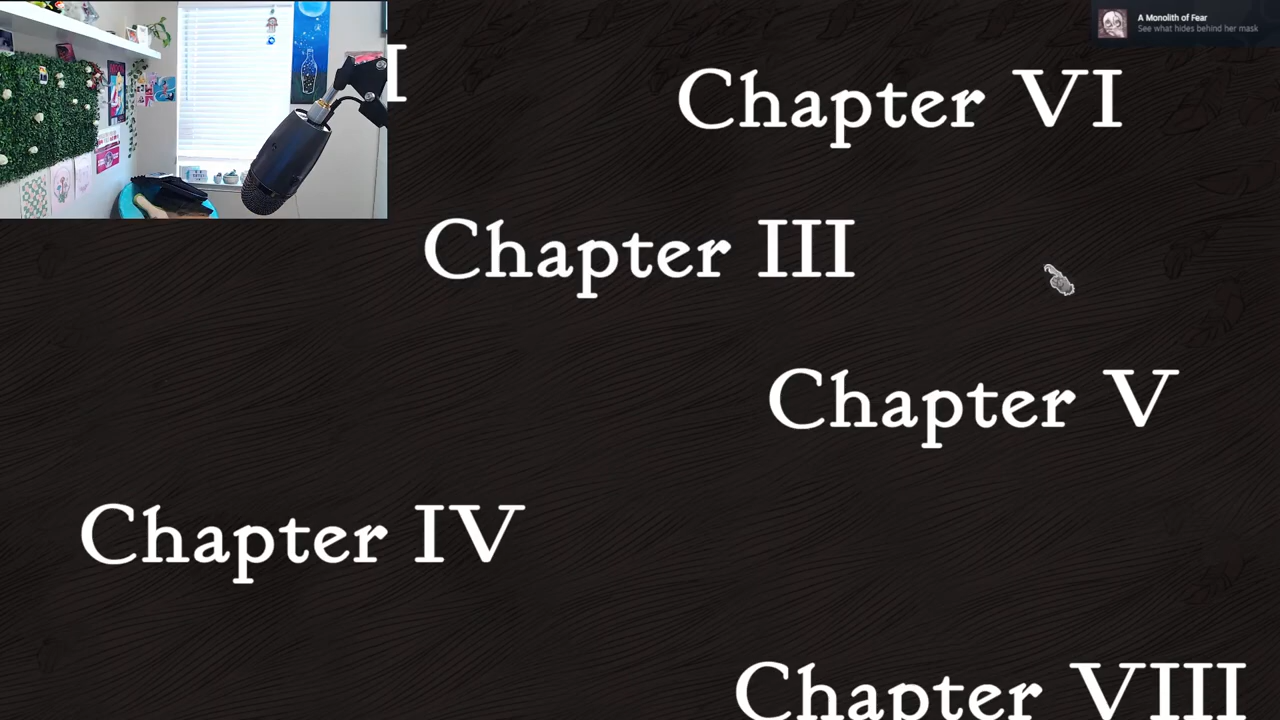 A Monolith of Fear
See what hides behind her mask
I
Chapter VI
Chapter III
Chapter V
Chapter IV
Chapter VIII